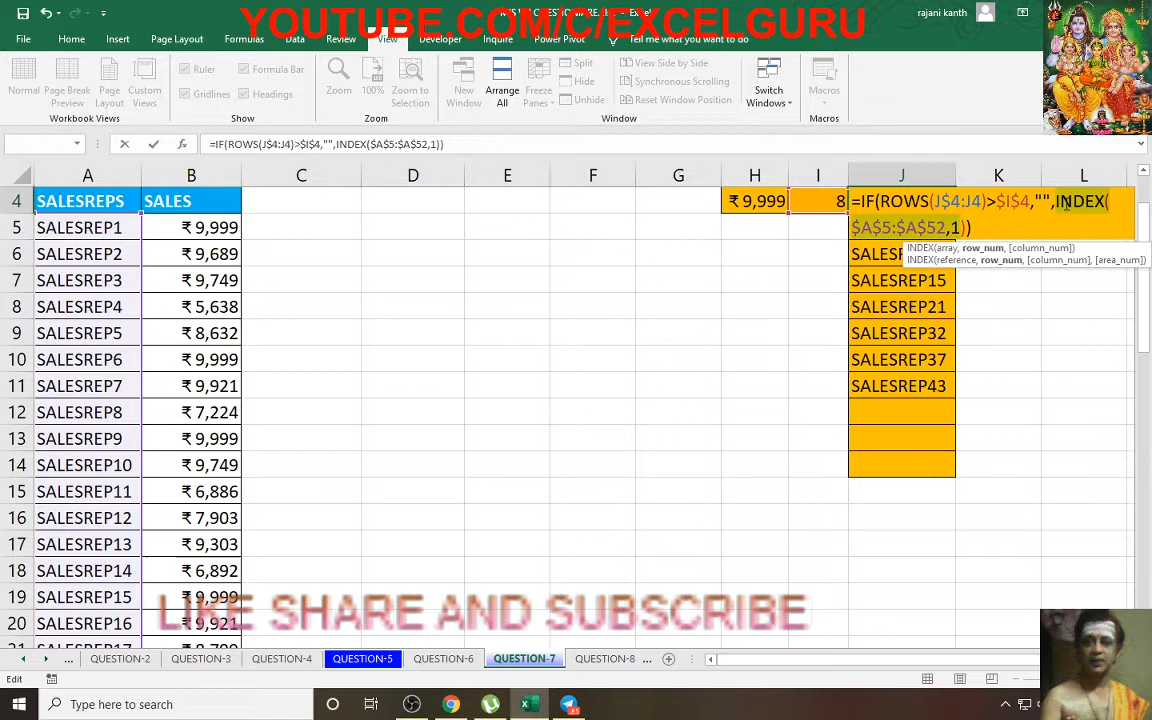 YOUTUBE.COM/C/EXCELGURU
rajani kanth
File Home Insert Page Layout Formulas Data Review View Developer Inquire Power Pivot Tell me what you want to do
Normal Page Break Preview Page Layout Custom Views
Ruler Formula Bar
Gridlines Headings
Zoom 100% Zoom to Selection
New Window Arrange All Freeze Panes
Split
Hide
Unhide
View Side by Side
Synchronous Scrolling
Reset Window Position
Switch Windows Macros
Workbook Views Show Zoom Window Macros
fx =IF(ROWS(J$4:J4)>$I$4,"",INDEX($A$5:$A$52,1))
A B C D E F G H I J K L
4 SALESREPS SALES ₹ 9,999 8 =IF(ROWS(J$4:J4)>$I$4,"",INDEX(
5 SALESREP1 ₹ 9,999 $A$5:$A$52,1))
INDEX(array, row_num, [column_num])
INDEX(reference, row_num, [column_num], [area_num])
6 SALESREP2 ₹ 9,689
7 SALESREP3 ₹ 9,749 SALESREP15
8 SALESREP4 ₹ 5,638 SALESREP21
9 SALESREP5 ₹ 8,632 SALESREP32
10 SALESREP6 ₹ 9,999 SALESREP37
11 SALESREP7 ₹ 9,921 SALESREP43
12 SALESREP8 ₹ 7,224
13 SALESREP9 ₹ 9,999
14 SALESREP10 ₹ 9,749
15 SALESREP11 ₹ 6,886
16 SALESREP12 ₹ 7,903
17 SALESREP13 ₹ 9,303
18 SALESREP14 ₹ 6,892
19 SALESREP15 ₹ 9,999
20 SALESREP16 ₹ 9,921
LIKE SHARE AND SUBSCRIBE
... QUESTION-2 QUESTION-3 QUESTION-4 QUESTION-5 QUESTION-6 QUESTION-7 QUESTION-8 ...
Edit
Type here to search